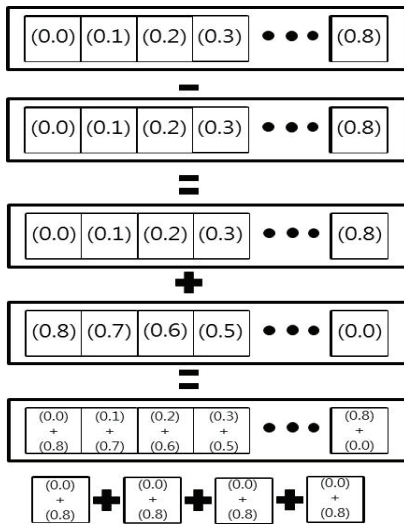 (0.0) (0.1) (0.2) (0.3) ••• (0.8)
−
(0.0) (0.1) (0.2) (0.3) ••• (0.8)
=
(0.0) (0.1) (0.2) (0.3) ••• (0.8)
+
(0.8) (0.7) (0.6) (0.5) ••• (0.0)
=
(0.0) (0.1) (0.2) (0.3) (0.8)
+ + + + ••• +
(0.8) (0.7) (0.6) (0.5) (0.0)
(0.0) (0.0) (0.0) (0.0)
+ + + + + + +
(0.8) (0.8) (0.8) (0.8)